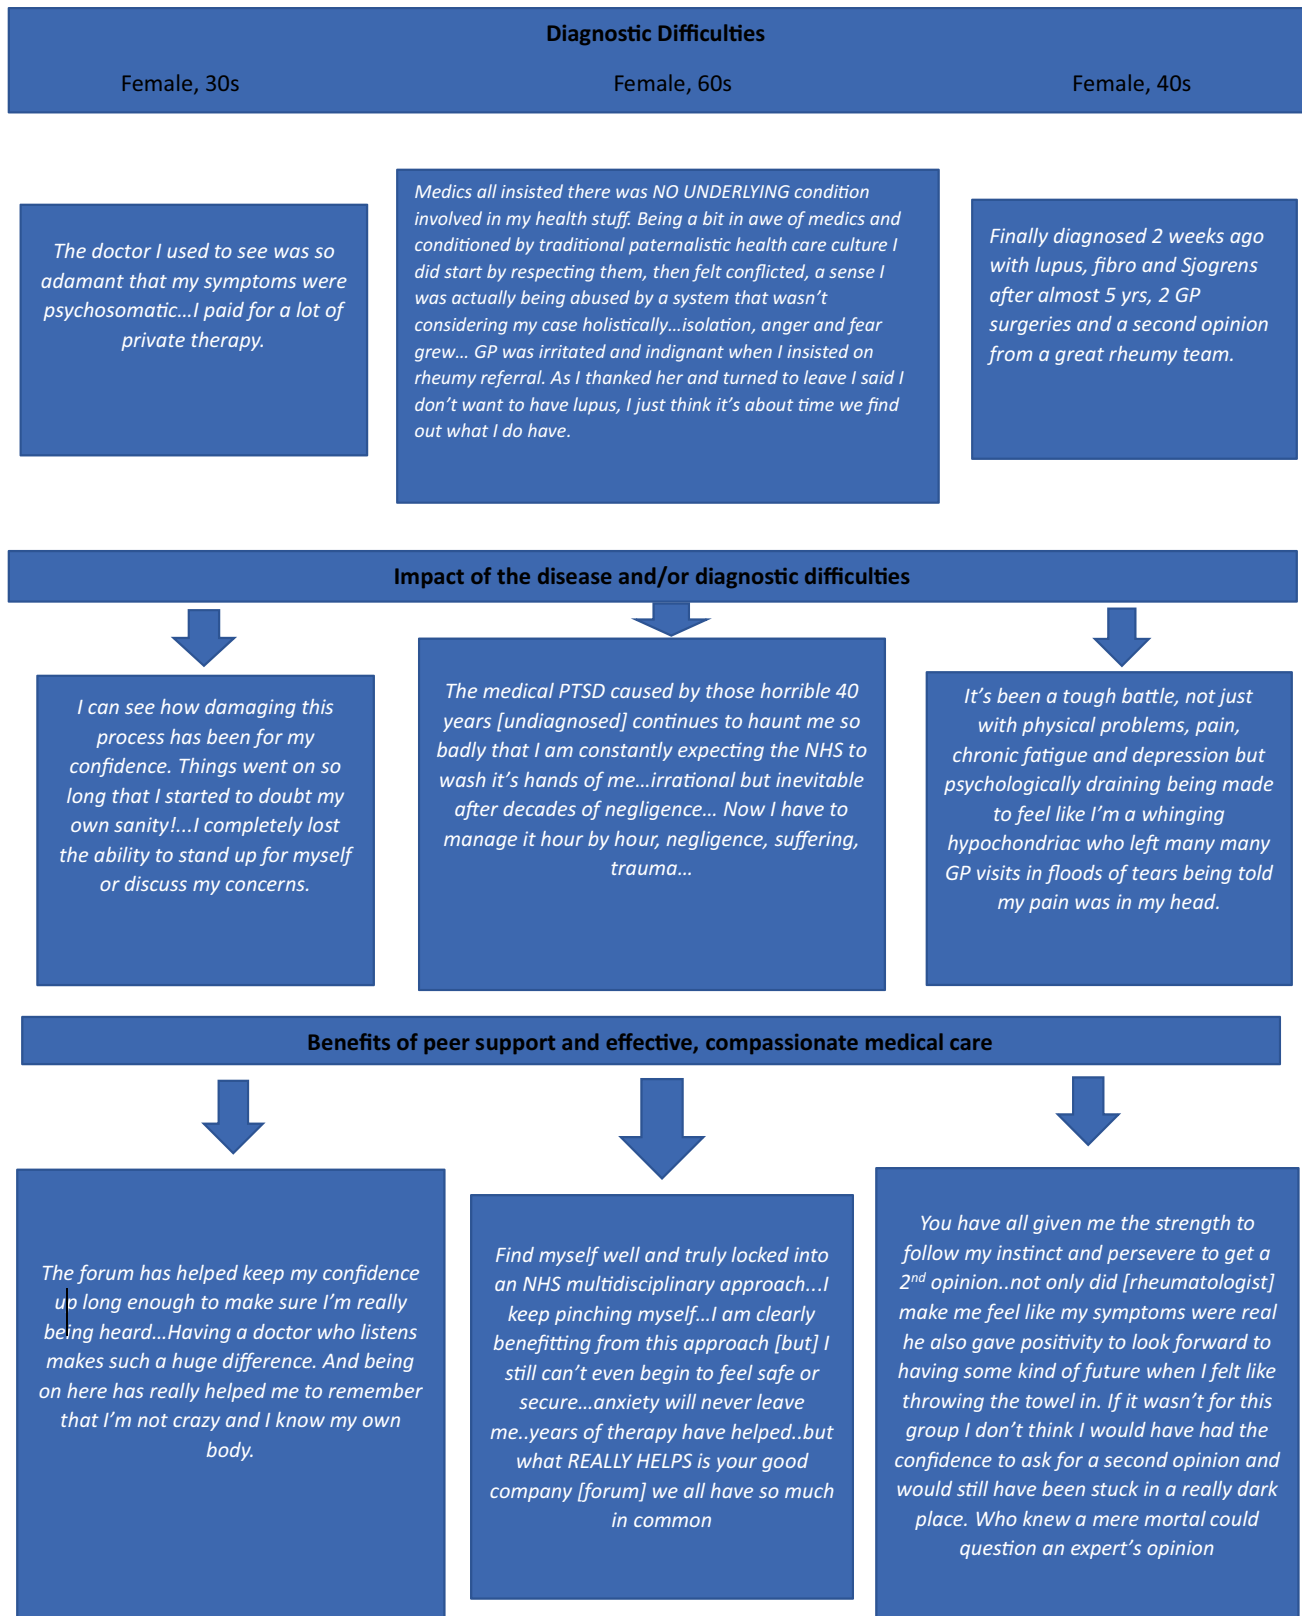 Diagnostic Difficulties
Female, 30s
Female, 60s
Female, 40s
The doctor I used to see was so
adamant that my symptoms were
psychosomatic...I paid for a lot of
private therapy.
Medics all insisted there was NO UNDERLYING condition
involved in my health stuff. Being a bit in awe of medics and
conditioned by traditional paternalistic health care culture I
did start by respecting them, then felt conflicted, a sense I
was actually being abused by a system that wasn't
considering my case holistically...isolation, anger and fear
grew... GP was irritated and indignant when I insisted on
rheumy referral. As I thanked her and turned to leave I said I
don't want to have lupus, I just think it's about time we find
out what I do have.
Finally diagnosed 2 weeks ago
with lupus, fibro and Sjogrens
after almost 5 yrs, 2 GP
surgeries and a second opinion
from a great rheumy team.
Impact of the disease and/or diagnostic difficulties
I can see how damaging this
process has been for my
confidence. Things went on so
long that I started to doubt my
own sanity!...I completely lost
the ability to stand up for myself
or discuss my concerns.
The medical PTSD caused by those horrible 40
years [undiagnosed] continues to haunt me so
badly that I am constantly expecting the NHS to
wash it's hands of me...irrational but inevitable
after decades of negligence... Now I have to
manage it hour by hour, negligence, suffering,
trauma...
It's been a tough battle, not just
with physical problems, pain,
chronic fatigue and depression but
psychologically draining being made
to feel like I'm a whinging
hypochondriac who left many many
GP visits in floods of tears being told
my pain was in my head.
Benefits of peer support and effective, compassionate medical care
The forum has helped keep my confidence
up long enough to make sure I'm really
being heard...Having a doctor who listens
makes such a huge difference. And being
on here has really helped me to remember
that I'm not crazy and I know my own
body.
Find myself well and truly locked into
an NHS multidisciplinary approach...I
keep pinching myself...I am clearly
benefitting from this approach [but] I
still can't even begin to feel safe or
secure...anxiety will never leave
me..years of therapy have helped..but
what REALLY HELPS is your good
company [forum] we all have so much
in common
You have all given me the strength to
follow my instinct and persevere to get a
2nd opinion..not only did [rheumatologist]
make me feel like my symptoms were real
he also gave positivity to look forward to
having some kind of future when I felt like
throwing the towel in. If it wasn't for this
group I don't think I would have had the
confidence to ask for a second opinion and
would still have been stuck in a really dark
place. Who knew a mere mortal could
question an expert's opinion